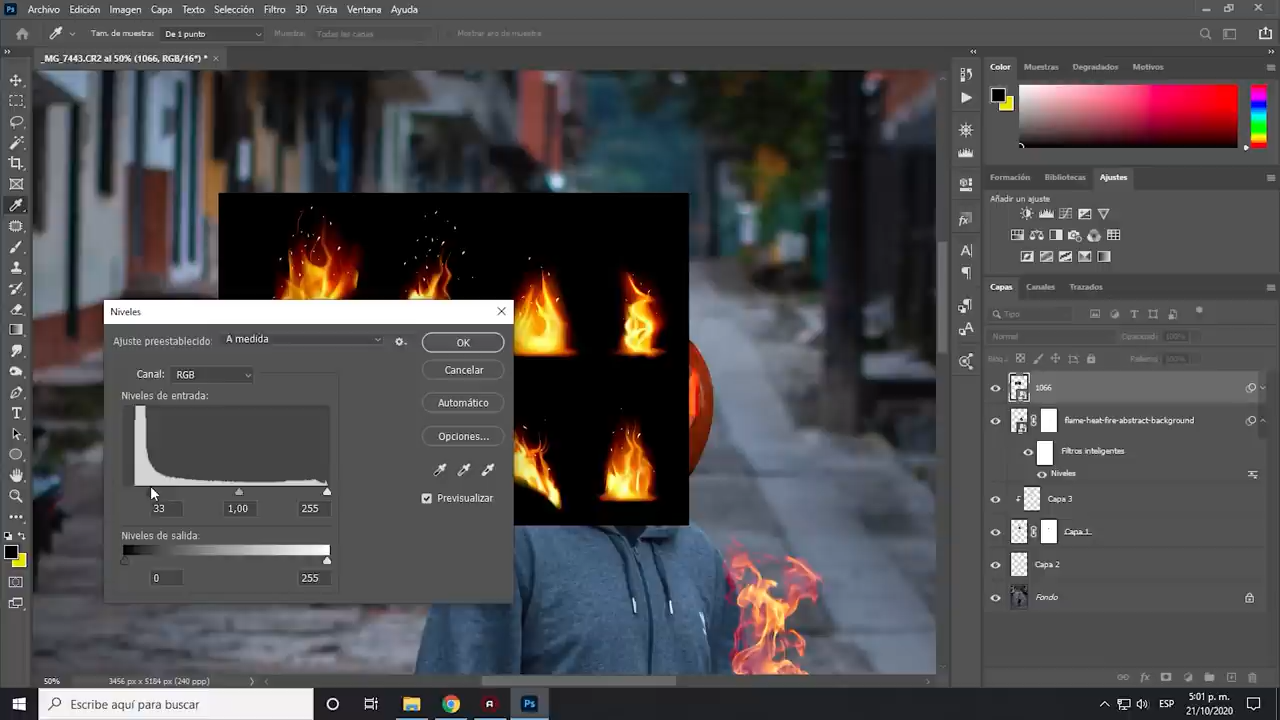 Ps Archivo Edición Imagen Capa Texto Selección Filtro 3D Vista Ventana Ayuda
Tam. de muestra: De 1 punto Muestra: Todas las capas Mostrar aro de muestra
_MG_7443.CR2 al 50% (1066, RGB/16*) *
Color Muestras Degradados Motivos
Formación Bibliotecas Ajustes
Añadir un ajuste
Capas Canales Trazados
Tipo
Normal Opacidad: 100%
Bloq.: Relleno: 100%
1066
flame-heat-fire-abstract-background
Filtros inteligentes
Niveles
Capa 3
Capa 1
Capa 2
Fondo
Niveles
Ajuste preestablecido: A medida
OK
Canal: RGB
Cancelar
Niveles de entrada:
Automático
Opciones...
Previsualizar
33 1,00 255
Niveles de salida:
0 255
50% 3456 px x 5184 px (240 ppp)
Escribe aquí para buscar
Ps
ESP
5:01 p. m.
21/10/2020